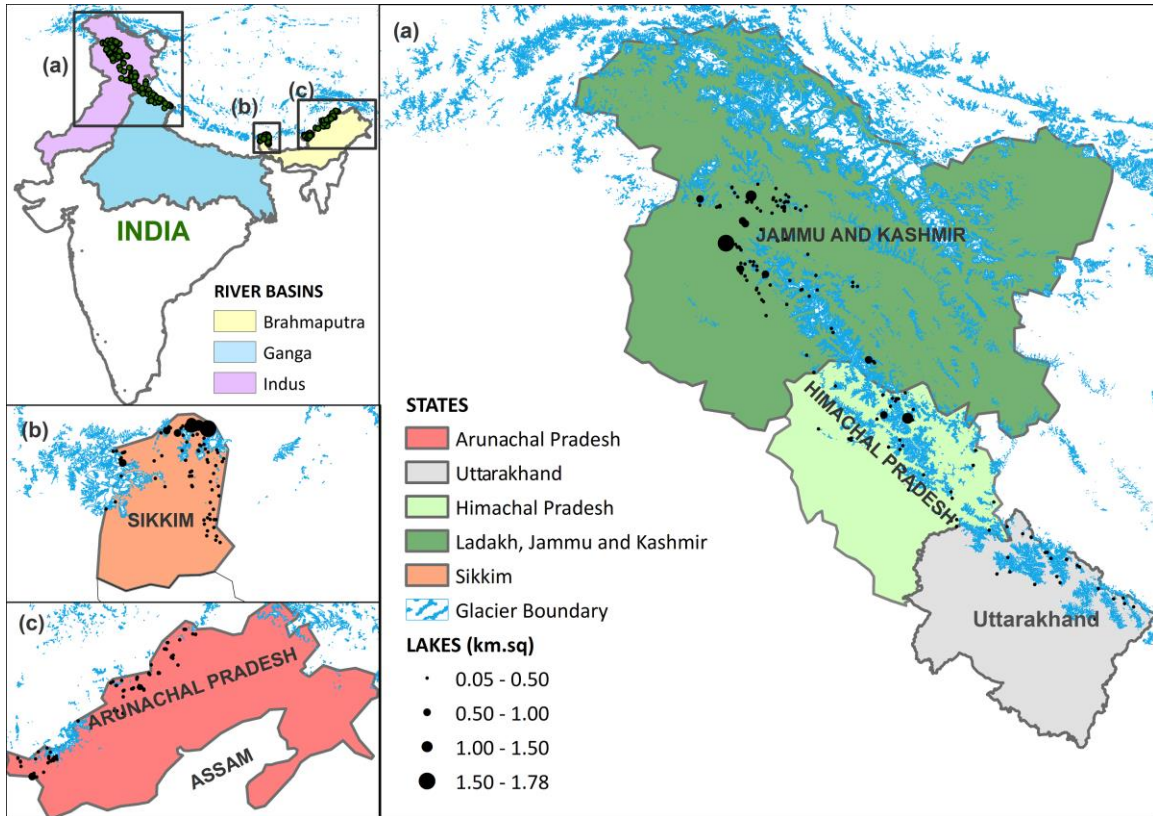 (a)
(b)
(c)
INDIA
RIVER BASINS
Brahmaputra
Ganga
Indus
(b)
SIKKIM
(c)
ARUNACHAL PRADESH
ASSAM
(a)
JAMMU AND KASHMIR
HIMACHAL PRADESH
Uttarakhand
STATES
Arunachal Pradesh
Uttarakhand
Himachal Pradesh
Ladakh, Jammu and Kashmir
Sikkim
Glacier Boundary
LAKES (km.sq)
0.05 - 0.50
0.50 - 1.00
1.00 - 1.50
1.50 - 1.78